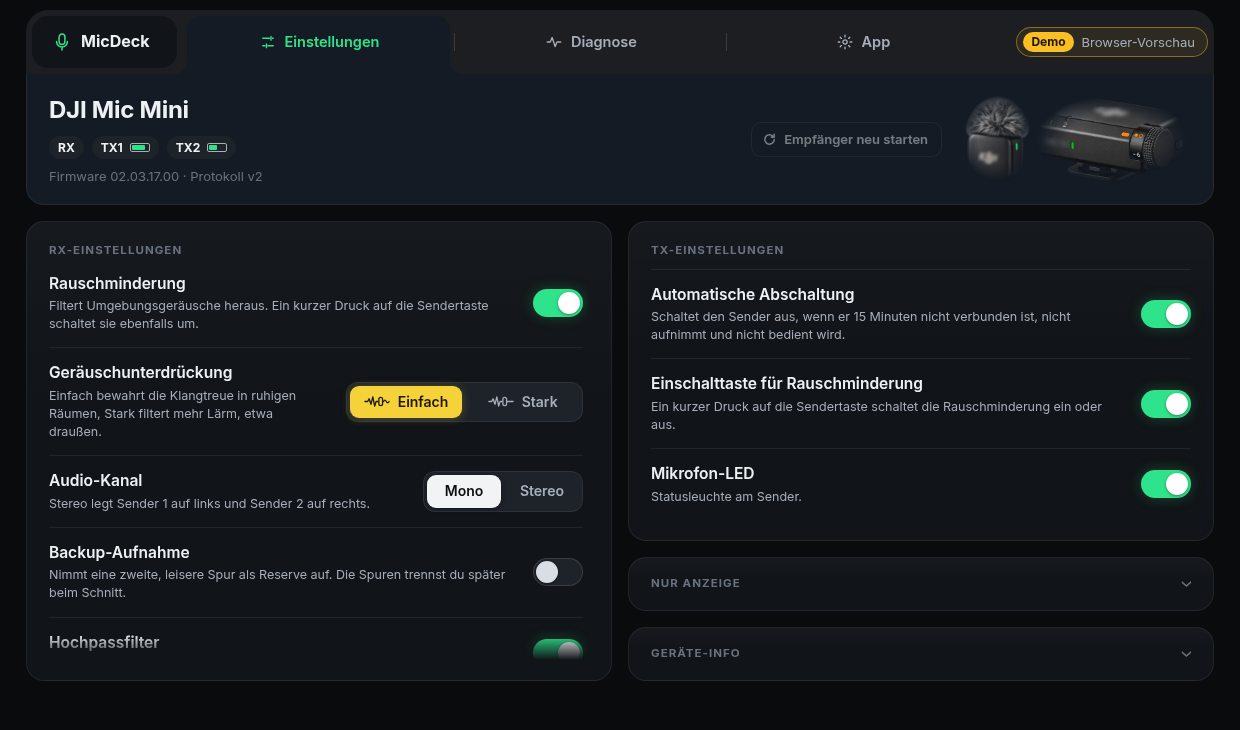 MicDeck
Einstellungen
Diagnose
App
Demo
Browser-Vorschau
DJI Mic Mini
RX
TX1
TX2
Firmware 02.03.17.00 · Protokoll v2
Empfänger neu starten
-6
RX-EINSTELLUNGEN
Rauschminderung
Filtert Umgebungsgeräusche heraus. Ein kurzer Druck auf die Sendertaste
schaltet sie ebenfalls um.
Geräuschunterdrückung
Einfach bewahrt die Klangtreue in ruhigen
Räumen, Stark filtert mehr Lärm, etwa
draußen.
Einfach
Stark
Audio-Kanal
Stereo legt Sender 1 auf links und Sender 2 auf rechts.
Mono
Stereo
Backup-Aufnahme
Nimmt eine zweite, leisere Spur als Reserve auf. Die Spuren trennst du später
beim Schnitt.
Hochpassfilter
TX-EINSTELLUNGEN
Automatische Abschaltung
Schaltet den Sender aus, wenn er 15 Minuten nicht verbunden ist, nicht
aufnimmt und nicht bedient wird.
Einschalttaste für Rauschminderung
Ein kurzer Druck auf die Sendertaste schaltet die Rauschminderung ein oder
aus.
Mikrofon-LED
Statusleuchte am Sender.
NUR ANZEIGE
GERÄTE-INFO